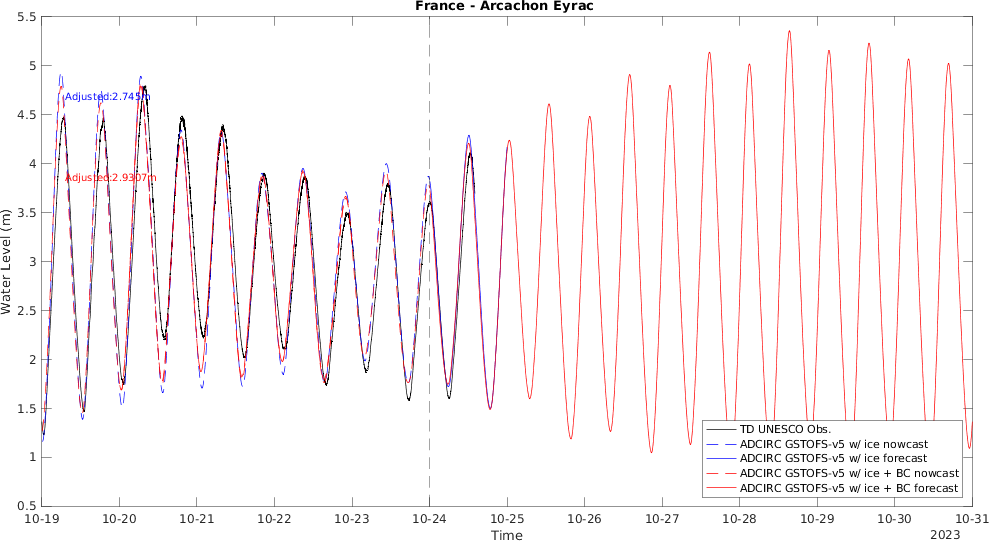 France - Arcachon Eyrac
5.5
5
4.5
4
3.5
3
2.5
2
1.5
1
0.5
Water Level (m)
Adjusted:2.745m
Adjusted:2.9307m
TD UNESCO Obs.
ADCIRC GSTOFS-v5 w/ ice nowcast
ADCIRC GSTOFS-v5 w/ ice forecast
ADCIRC GSTOFS-v5 w/ ice + BC nowcast
ADCIRC GSTOFS-v5 w/ ice + BC forecast
10-19 10-20 10-21 10-22 10-23 10-24 10-25 10-26 10-27 10-28 10-29 10-30 10-31
Time
2023